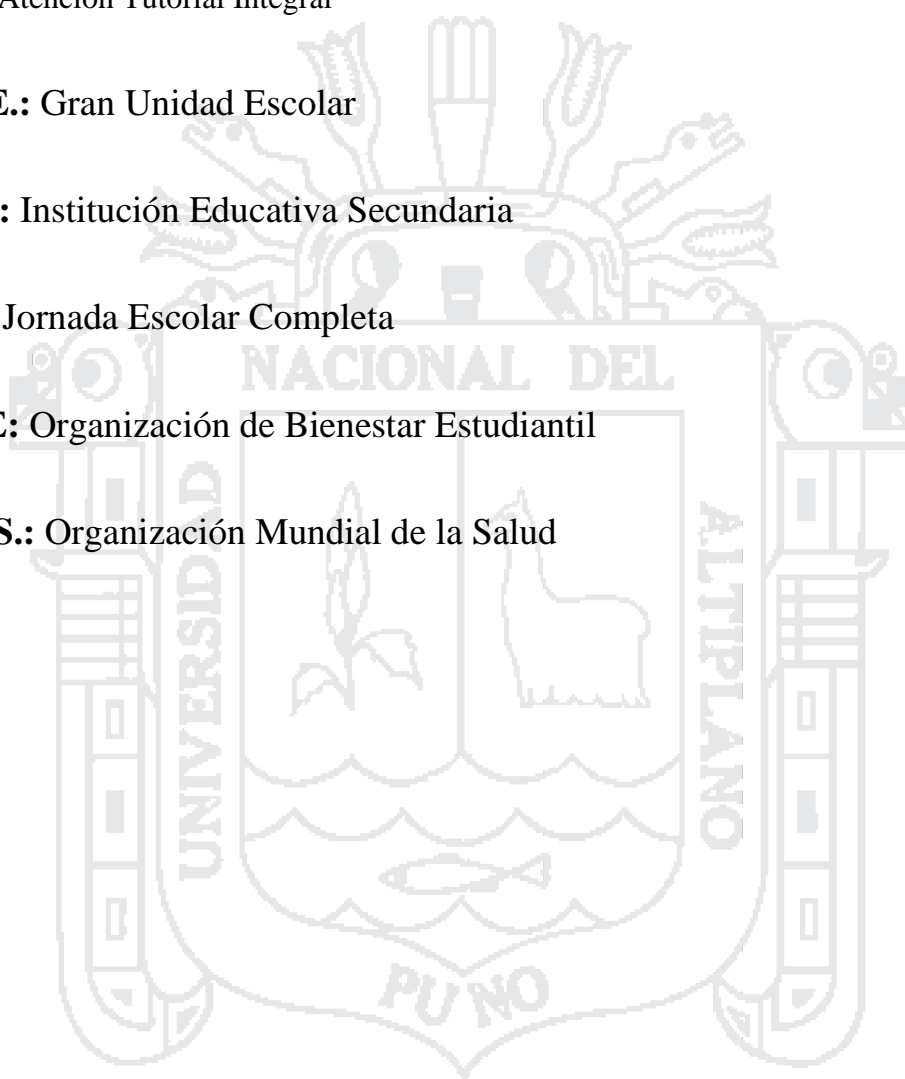 Atención Tutorial Integral
E.: Gran Unidad Escolar
: Institución Educativa Secundaria
Jornada Escolar Completa
E: Organización de Bienestar Estudiantil
S.: Organización Mundial de la Salud
UNIVERSIDAD
NACIONAL DEL
ALTIPLANO
PUNO